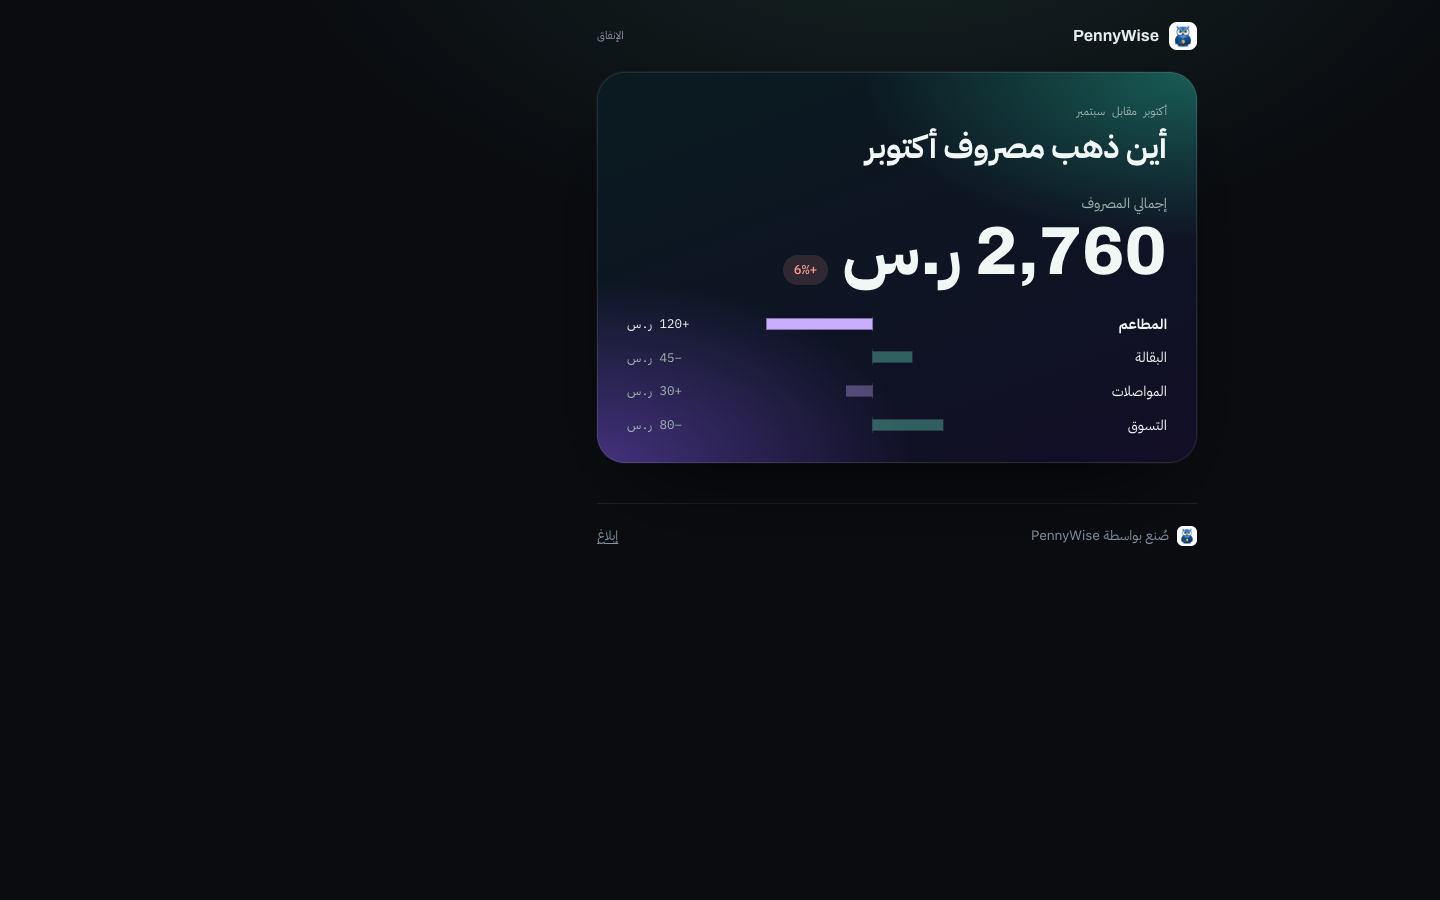 PennyWise
الإنفاق
أكتوبر مقابل سبتمبر
أين ذهب مصروف أكتوبر
إجمالي المصروف
2,760 ر.س
+6%
المطاعم +120 ر.س
البقالة −45 ر.س
المواصلات +30 ر.س
التسوق −80 ر.س
صُنع بواسطة PennyWise
إبلاغ